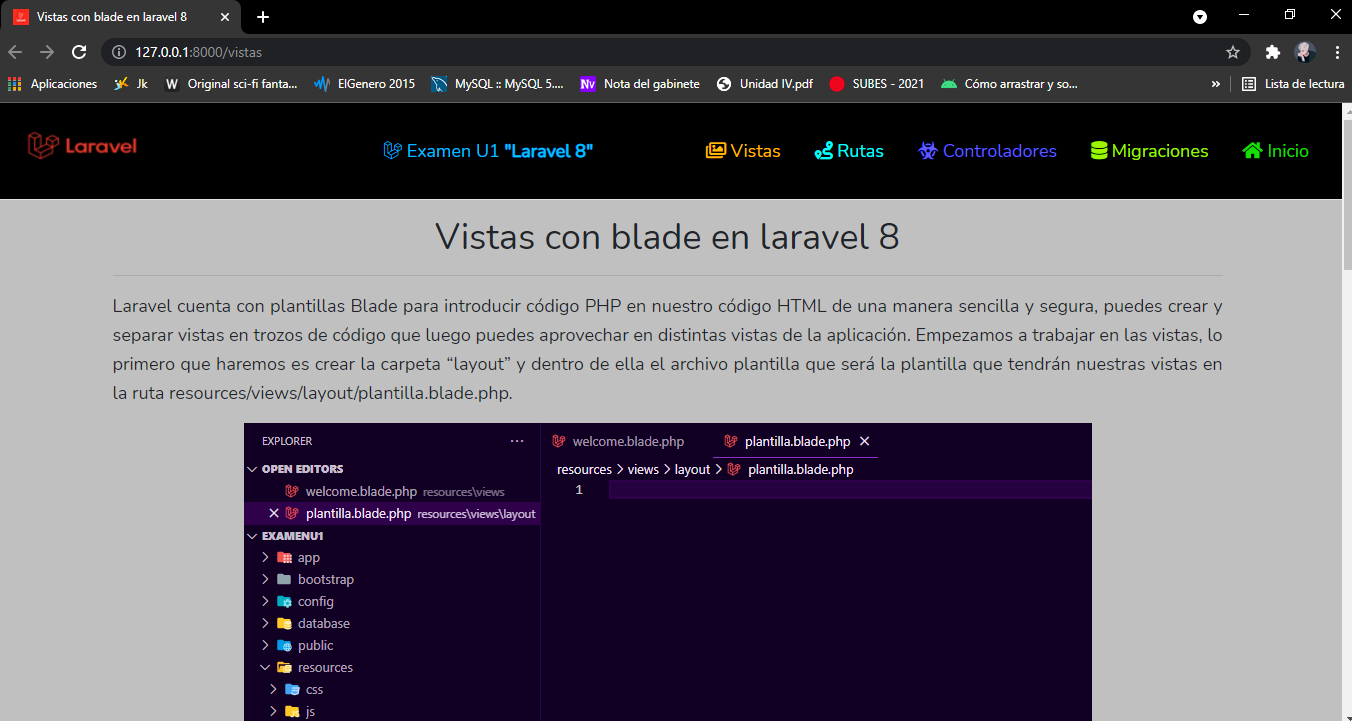 Vistas con blade en laravel 8
127.0.0.1:8000/vistas
Aplicaciones
Jk
Original sci-fi fanta...
ElGenero 2015
MySQL :: MySQL 5....
Nota del gabinete
Unidad IV.pdf
SUBES - 2021
Cómo arrastrar y so...
»
Lista de lectura
Laravel
Examen U1 "Laravel 8"
Vistas
Rutas
Controladores
Migraciones
Inicio
Vistas con blade en laravel 8
Laravel cuenta con plantillas Blade para introducir código PHP en nuestro código HTML de una manera sencilla y segura, puedes crear y
separar vistas en trozos de código que luego puedes aprovechar en distintas vistas de la aplicación. Empezamos a trabajar en las vistas, lo
primero que haremos es crear la carpeta “layout” y dentro de ella el archivo plantilla que será la plantilla que tendrán nuestras vistas en
la ruta resources/views/layout/plantilla.blade.php.
EXPLORER
OPEN EDITORS
welcome.blade.php resources\views
plantilla.blade.php resources\views\layout
EXAMENU1
app
bootstrap
config
database
public
resources
css
js
welcome.blade.php
plantilla.blade.php
resources > views > layout > plantilla.blade.php
1